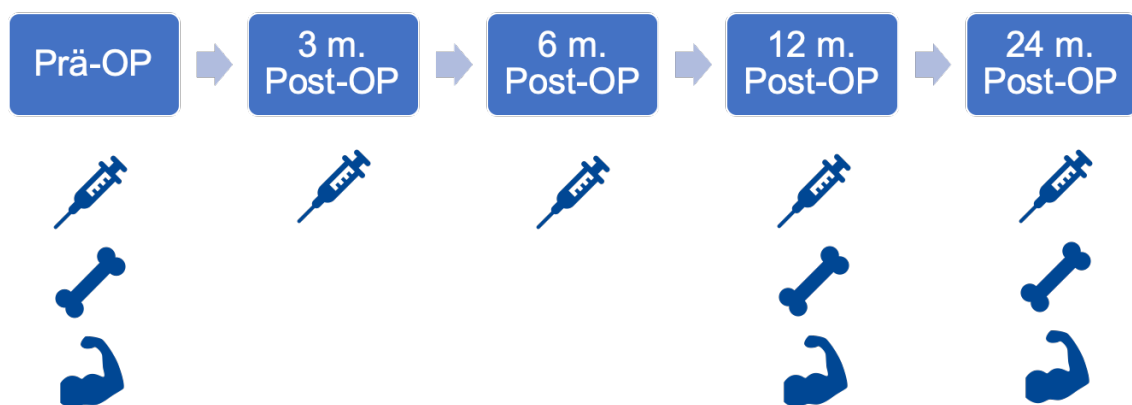 Prä-OP
3 m.
Post-OP
6 m.
Post-OP
12 m.
Post-OP
24 m.
Post-OP